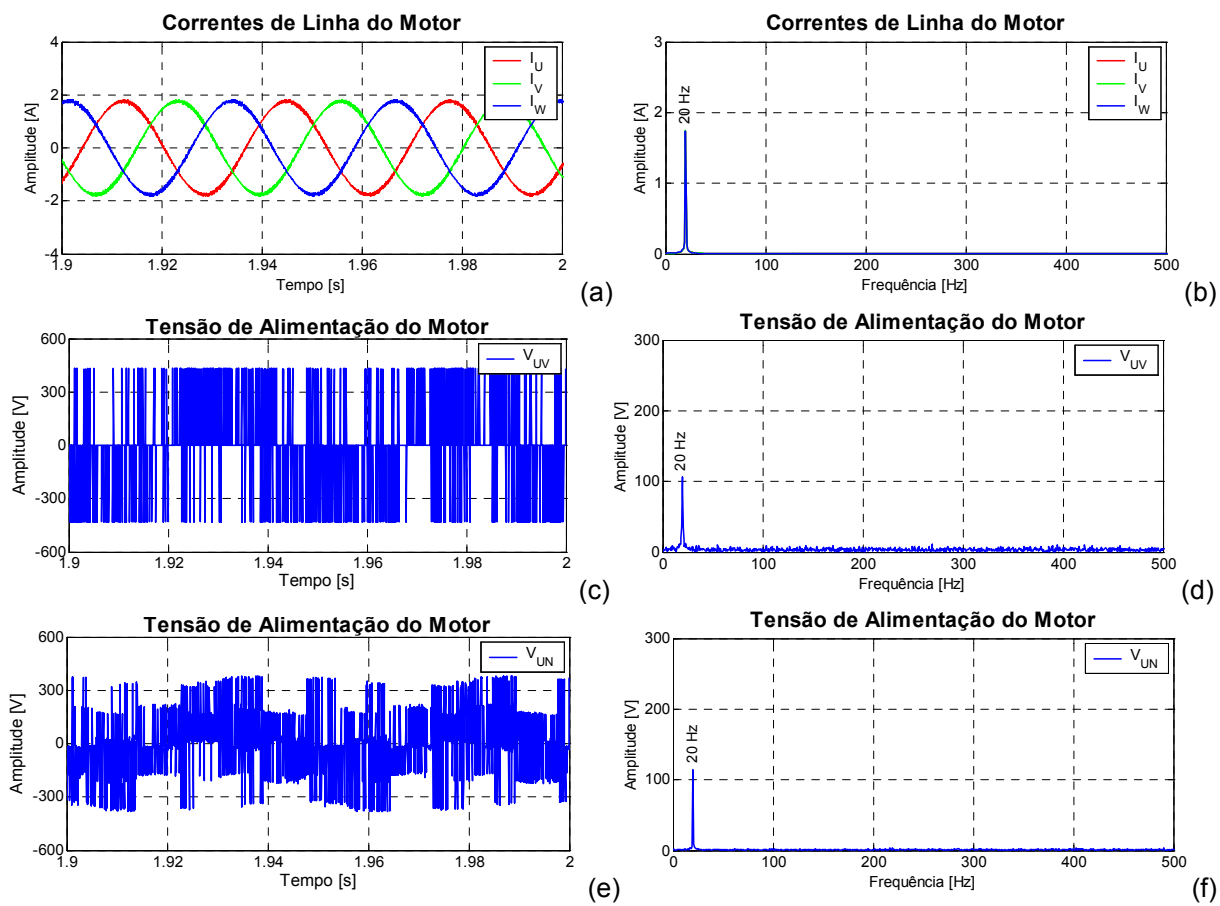 Correntes de Linha do Motor
Amplitude [A]
4
2
0
-2
-4
I_U
I_V
I_W
1.9
1.92
1.94
1.96
1.98
2
Tempo [s]
(a)
Correntes de Linha do Motor
Amplitude [A]
3
2
1
0
20 Hz
I_U
I_V
I_W
0
100
200
300
400
500
Frequência [Hz]
(b)
Tensão de Alimentação do Motor
Amplitude [V]
600
300
0
-300
-600
V_UV
1.9
1.92
1.94
1.96
1.98
2
Tempo [s]
(c)
Tensão de Alimentação do Motor
Amplitude [V]
300
200
100
0
20 Hz
V_UV
0
100
200
300
400
500
Frequência [Hz]
(d)
Tensão de Alimentação do Motor
Amplitude [V]
600
300
0
-300
-600
V_UN
1.9
1.92
1.94
1.96
1.98
2
Tempo [s]
(e)
Tensão de Alimentação do Motor
Amplitude [V]
300
200
100
0
20 Hz
V_UN
0
100
200
300
400
500
Frequência [Hz]
(f)